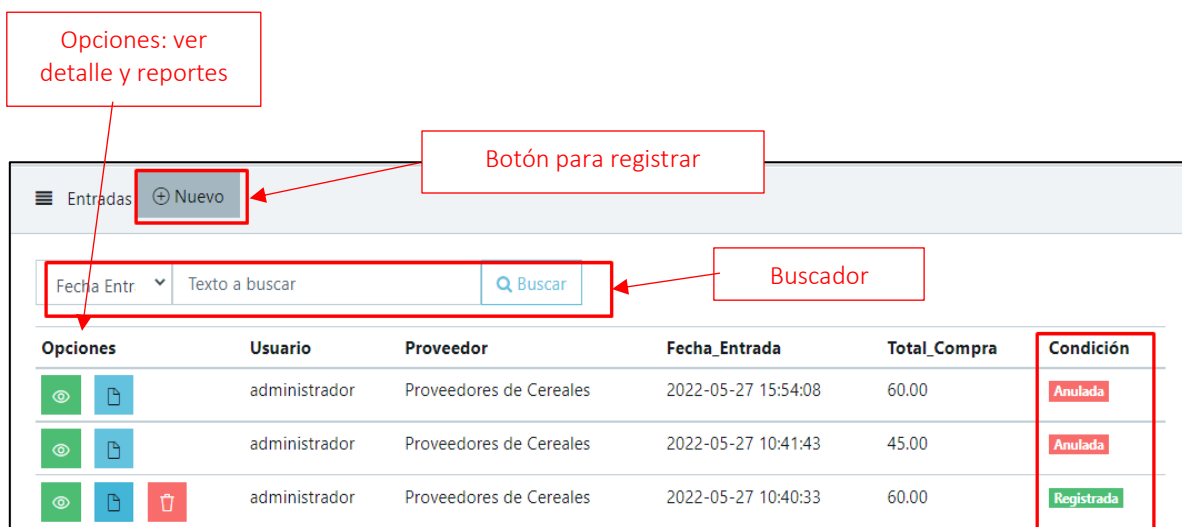 Opciones: ver
detalle y reportes
Botón para registrar
Entradas Nuevo
Fecha Entr Texto a buscar Buscar
Buscador
Opciones Usuario Proveedor Fecha_Entrada Total_Compra Condición
administrador Proveedores de Cereales 2022-05-27 15:54:08 60.00 Anulada
administrador Proveedores de Cereales 2022-05-27 10:41:43 45.00 Anulada
administrador Proveedores de Cereales 2022-05-27 10:40:33 60.00 Registrada